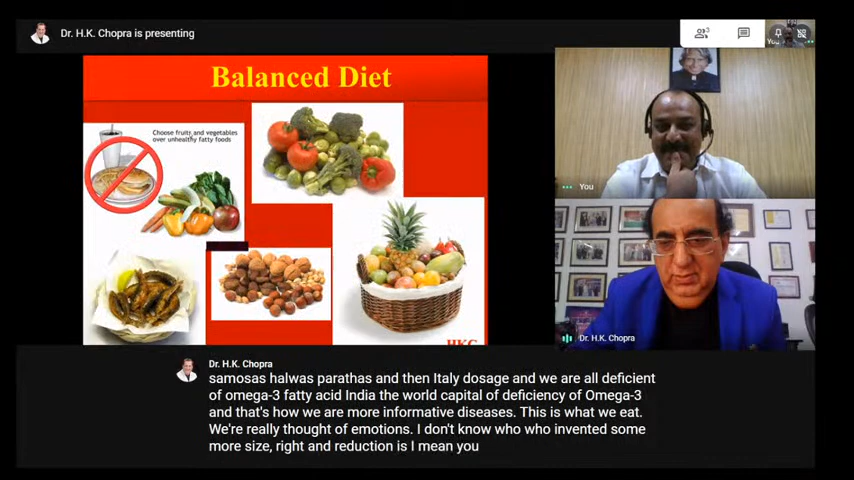 Dr. H.K. Chopra is presenting
3
You
Balanced Diet
Choose fruits and vegetables
over unhealthy fatty foods
HKC
You
Dr. H.K. Chopra
Dr. H.K. Chopra
samosas halwas parathas and then Italy dosage and we are all deficient
of omega-3 fatty acid India the world capital of deficiency of Omega-3
and that's how we are more informative diseases. This is what we eat.
We're really thought of emotions. I don't know who who invented some
more size, right and reduction is I mean you